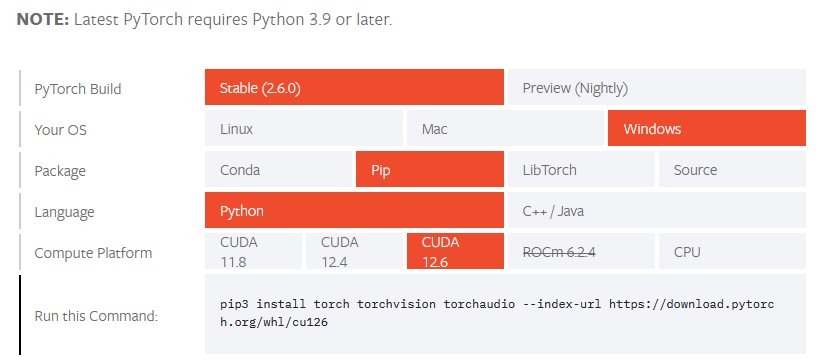 NOTE: Latest PyTorch requires Python 3.9 or later.
PyTorch Build
Stable (2.6.0)
Preview (Nightly)
Your OS
Linux
Mac
Windows
Package
Conda
Pip
LibTorch
Source
Language
Python
C++ / Java
Compute Platform
CUDA
11.8
CUDA
12.4
CUDA
12.6
ROCm 6.2.4
CPU
Run this Command:
pip3 install torch torchvision torchaudio --index-url https://download.pytorc
h.org/whl/cu126